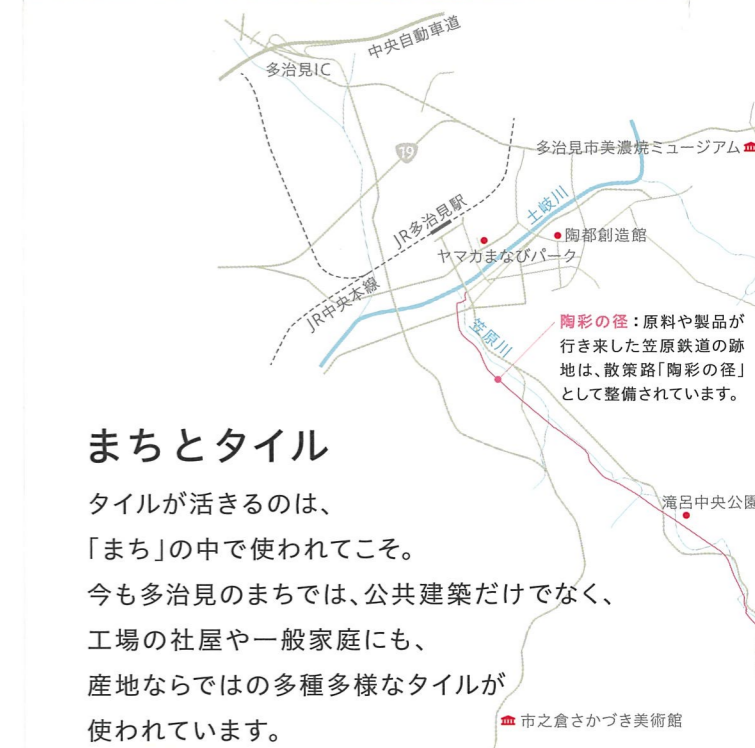 中央自動車道
多治見IC
19
多治見市美濃焼ミュージアム
土岐川
JR多治見駅
陶都創造館
ヤマカまなびパーク
JR中央本線
笠原川
陶彩の径：原料や製品が
行き来した笠原鉄道の跡
地は、散策路「陶彩の径」
として整備されています。
まちとタイル
タイルが活きるのは、
「まち」の中で使われてこそ。
滝呂中央公園
今も多治見のまちでは、公共建築だけでなく、
工場の社屋や一般家庭にも、
産地ならではの多種多様なタイルが
使われています。
市之倉さかづき美術館